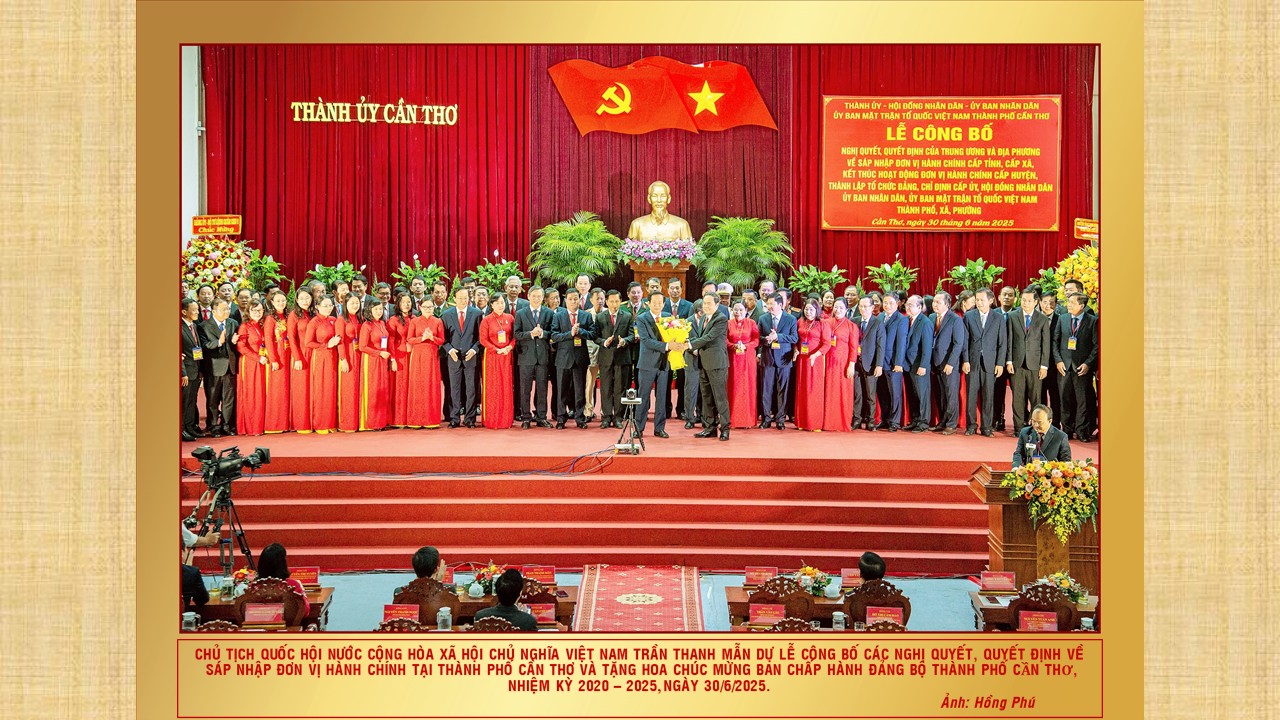 THÀNH ỦY CẦN THƠ
THÀNH ỦY - HỘI ĐỒNG NHÂN DÂN - ỦY BAN NHÂN DÂN
ỦY BAN MẶT TRẬN TỔ QUỐC VIỆT NAM THÀNH PHỐ CẦN THƠ
LỄ CÔNG BỐ
NGHỊ QUYẾT, QUYẾT ĐỊNH CỦA TRUNG ƯƠNG VÀ ĐỊA PHƯƠNG
VỀ SÁP NHẬP ĐƠN VỊ HÀNH CHÍNH CẤP TỈNH, CẤP XÃ,
KẾT THÚC HOẠT ĐỘNG ĐƠN VỊ HÀNH CHÍNH CẤP HUYỆN,
THÀNH LẬP TỔ CHỨC ĐẢNG, CHỈ ĐỊNH CẤP ỦY, HỘI ĐỒNG NHÂN DÂN
ỦY BAN NHÂN DÂN, ỦY BAN MẶT TRẬN TỔ QUỐC VIỆT NAM
THÀNH PHỐ, XÃ, PHƯỜNG
Cần Thơ, ngày 30 tháng 6 năm 2025
Chúc Mừng
CHỦ TỊCH QUỐC HỘI NƯỚC CỘNG HÒA XÃ HỘI CHỦ NGHĨA VIỆT NAM TRẦN THANH MẪN DỰ LỄ CÔNG BỐ CÁC NGHỊ QUYẾT, QUYẾT ĐỊNH VỀ
SÁP NHẬP ĐƠN VỊ HÀNH CHÍNH TẠI THÀNH PHỐ CẦN THƠ VÀ TẶNG HOA CHÚC MỪNG BAN CHẤP HÀNH ĐẢNG BỘ THÀNH PHỐ CẦN THƠ,
NHIỆM KỲ 2020 – 2025, NGÀY 30/6/2025.
Ảnh: Hồng Phú